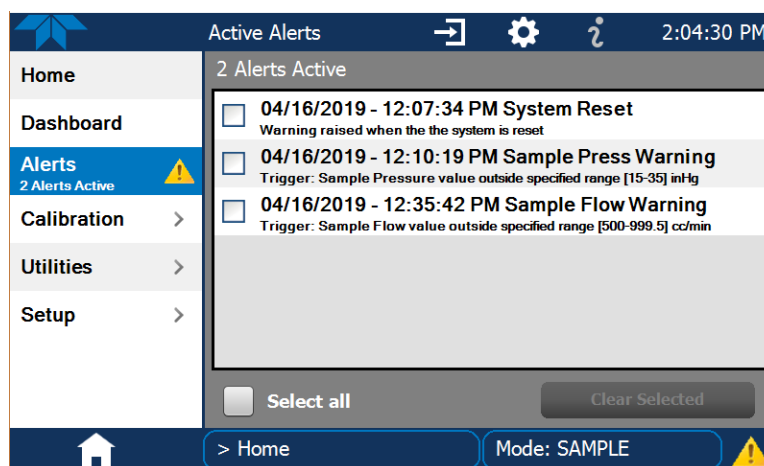 Active Alerts
2:04:30 PM
Home
2 Alerts Active
Dashboard
Alerts
2 Alerts Active
Calibration
Utilities
Setup
04/16/2019 - 12:07:34 PM System Reset
Warning raised when the the system is reset
04/16/2019 - 12:10:19 PM Sample Press Warning
Trigger: Sample Pressure value outside specified range [15-35] inHg
04/16/2019 - 12:35:42 PM Sample Flow Warning
Trigger: Sample Flow value outside specified range [500-999.5] cc/min
Select all
Clear Selected
> Home
Mode: SAMPLE